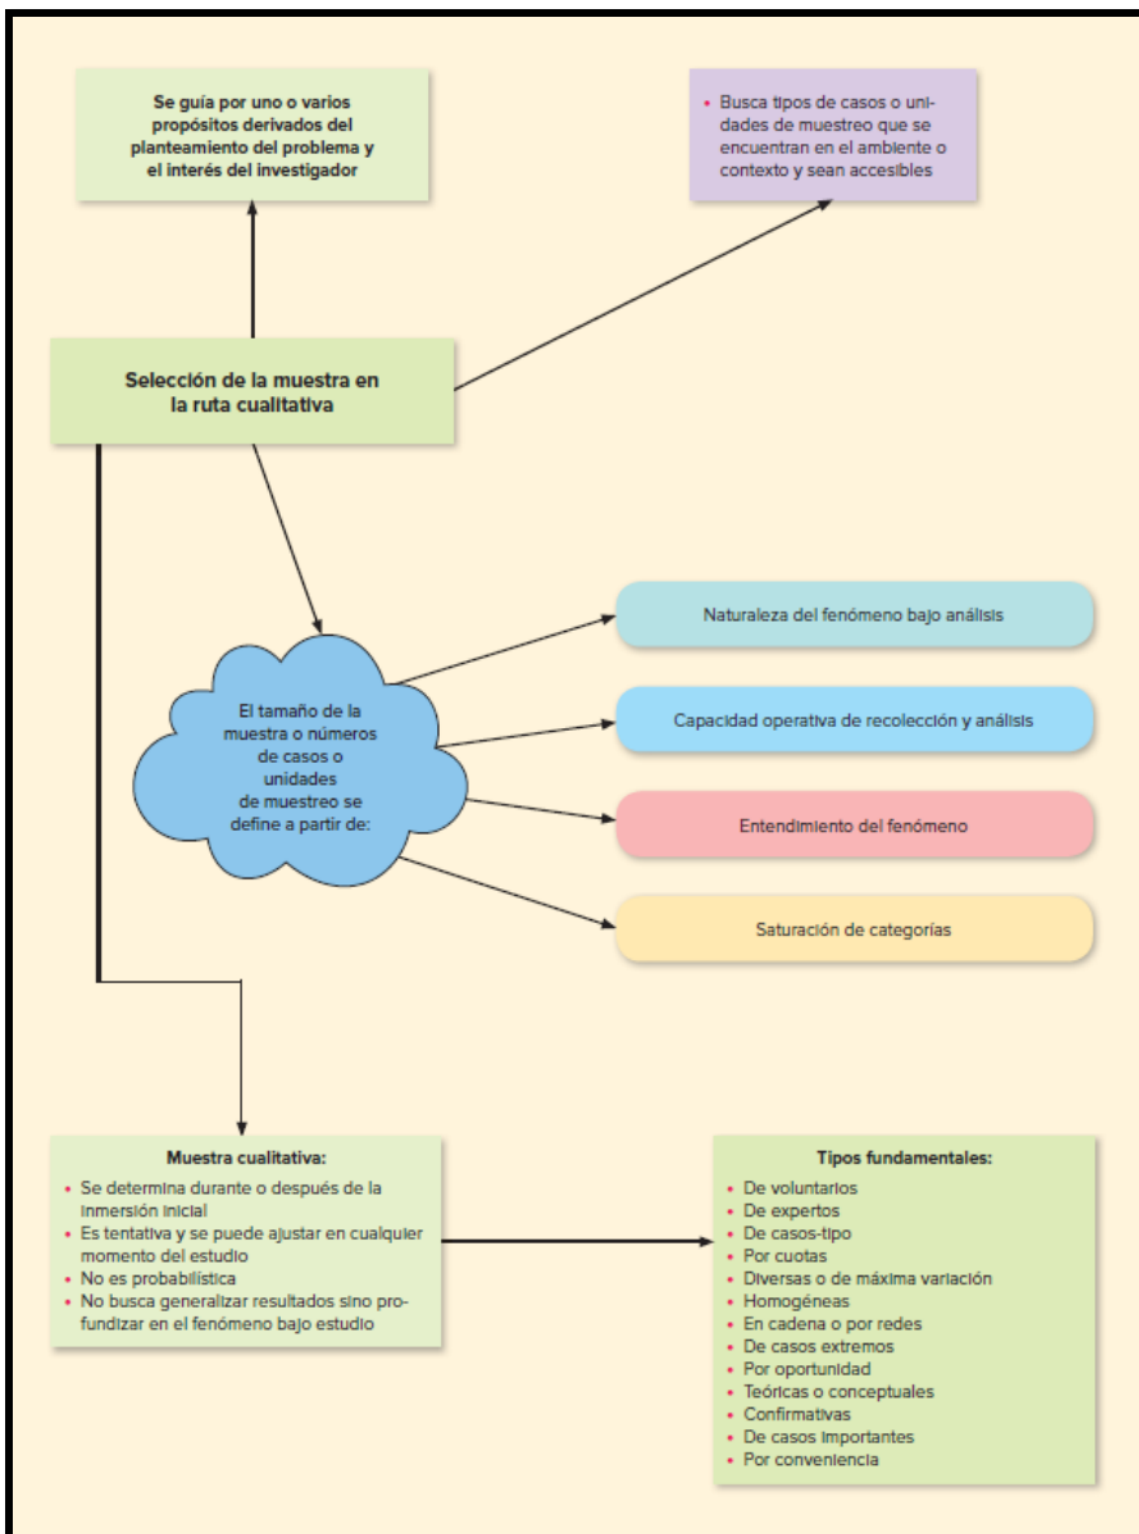 Se guía por uno o varios
propósitos derivados del
planteamiento del problema y
el interés del investigador
• Busca tipos de casos o uni-
dades de muestreo que se
encuentran en el ambiente o
contexto y sean accesibles
Selección de la muestra en
la ruta cualitativa
El tamaño de la
muestra o números
de casos o
unidades
de muestreo se
define a partir de:
Naturaleza del fenómeno bajo análisis
Capacidad operativa de recolección y análisis
Entendimiento del fenómeno
Saturación de categorías
Muestra cualitativa:
• Se determina durante o después de la
inmersión inicial
• Es tentativa y se puede ajustar en cualquier
momento del estudio
• No es probabilística
• No busca generalizar resultados sino pro-
fundizar en el fenómeno bajo estudio
Tipos fundamentales:
• De voluntarios
• De expertos
• De casos-tipo
• Por cuotas
• Diversas o de máxima variación
• Homogéneas
• En cadena o por redes
• De casos extremos
• Por oportunidad
• Teóricas o conceptuales
• Confirmativas
• De casos importantes
• Por conveniencia